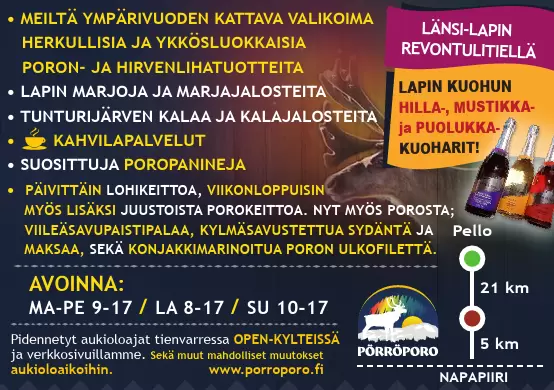 • MEILTÄ YMPÄRIVUODEN KATTAVA VALIKOIMA
HERKULLISIA JA YKKÖSLUOKKAISIA
PORON- JA HIRVENLIHATUOTTEITA
• LAPIN MARJOJA JA MARJAJALOSTEITA
• TUNTURIJÄRVEN KALAA JA KALAJALOSTEITA
• KAHVILAPALVELUT
• SUOSITTUJA POROPANINEJA
• PÄIVITTÄIN LOHIKEITTOA, VIIKONLOPPUISIN
MYÖS LISÄKSI JUUSTOISTA POROKEITTOA. NYT MYÖS POROSTA;
VIILEÄSAVUPAISTIPALAA, KYLMÄSAVUSTETTUA SYDÄNTÄ JA
MAKSAA, SEKÄ KONJAKKIMARINOITUA PORON ULKOFILETTÄ.
AVOINNA:
MA-PE 9-17 / LA 8-17 / SU 10-17
Pidennetyt aukioloajat tienvarressa OPEN-KYLTEISSÄ
ja verkkosivuillamme. Sekä muut mahdolliset muutokset
aukioloaikoihin. www.porroporo.fi
LÄNSI-LAPIN
REVONTULITIELLÄ
LAPIN KUOHUN
HILLA-, MUSTIKKA-
ja PUOLUKKA-
KUOHARIT!
Pello
21 km
5 km
NAPAPIIRI
PÖRRÖPORO